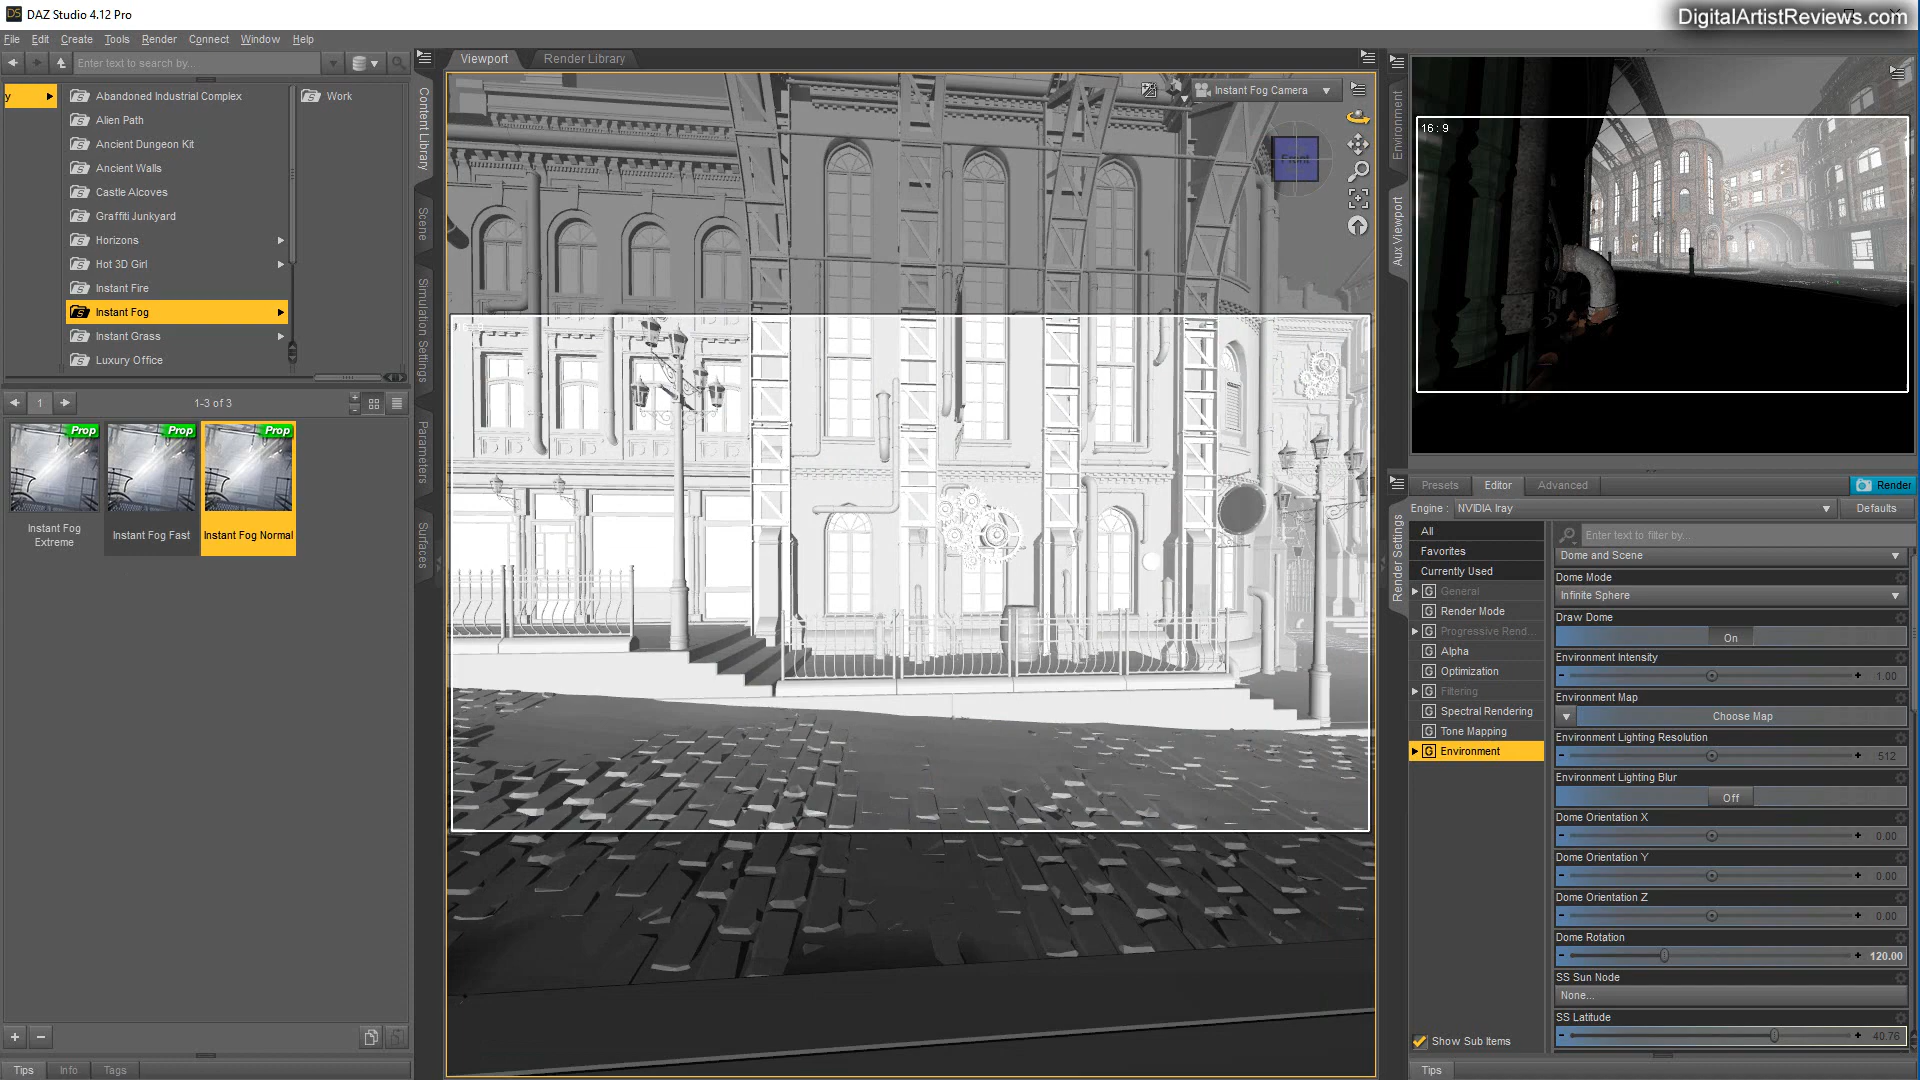 DAZ Studio 4.12 Pro
DigitalArtistReviews.com
File Edit Create Tools Render Connect Window Help
Enter text to search by...
y
Abandoned Industrial Complex
Alien Path
Ancient Dungeon Kit
Ancient Walls
Castle Alcoves
Graffiti Junkyard
Horizons
Hot 3D Girl
Instant Fire
Instant Fog
Instant Grass
Luxury Office
Work
1
1-3 of 3
Prop
Prop
Prop
Instant Fog Extreme
Instant Fog Fast
Instant Fog Normal
Tips Info Tags
Content Library
Scene
Simulation Settings
Parameters
Surfaces
Viewport Render Library
Instant Fog Camera
Front
Environment
Aux Viewport
16 : 9
Render Settings
Presets Editor Advanced Render
Engine : NVIDIA Iray Defaults
All
Favorites
Currently Used
G General
G Render Mode
G Progressive Rend...
G Alpha
G Optimization
G Filtering
G Spectral Rendering
G Tone Mapping
G Environment
Show Sub Items
Enter text to filter by...
Dome and Scene
Dome Mode
Infinite Sphere
Draw Dome
On
Environment Intensity
1.00
Environment Map
Choose Map
Environment Lighting Resolution
512
Environment Lighting Blur
Off
Dome Orientation X
0.00
Dome Orientation Y
0.00
Dome Orientation Z
0.00
Dome Rotation
120.00
SS Sun Node
None...
SS Latitude
40.76
Tips